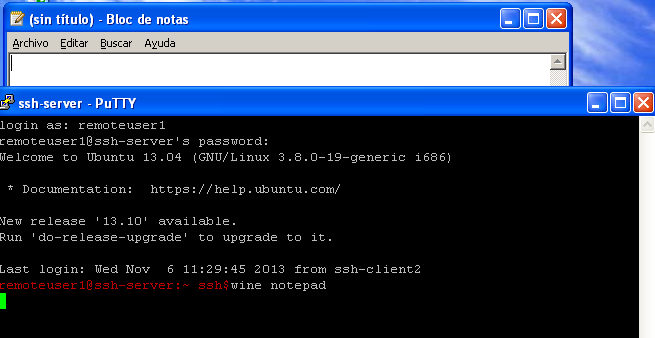 (sin título) - Bloc de notas
Archivo Editar Buscar Ayuda
ssh-server - PuTTY
login as: remoteuser1
remoteuser1@ssh-server's password:
Welcome to Ubuntu 13.04 (GNU/Linux 3.8.0-19-generic i686)
* Documentation: https://help.ubuntu.com/
New release '13.10' available.
Run 'do-release-upgrade' to upgrade to it.
Last login: Wed Nov 6 11:29:45 2013 from ssh-client2
remoteuser1@ssh-server:~ ssh$wine notepad